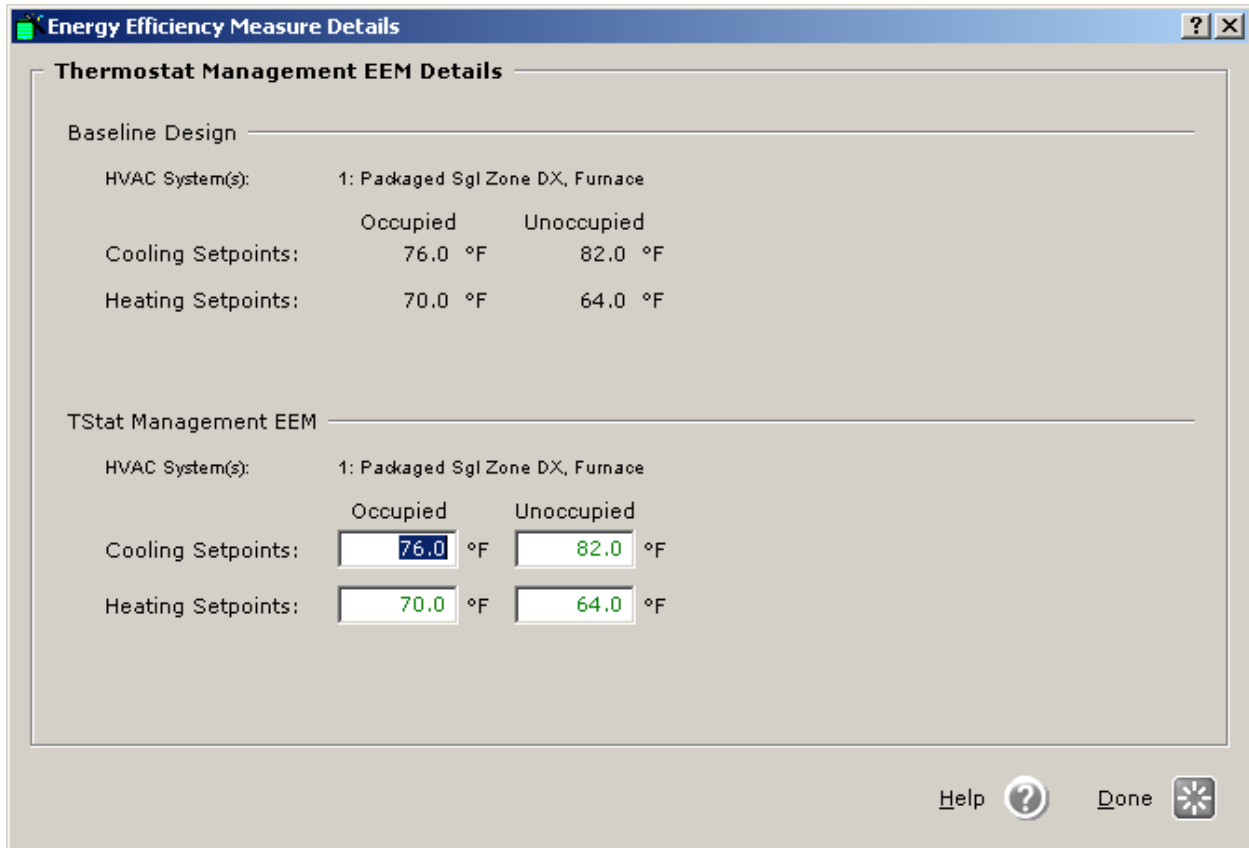 Energy Efficiency Measure Details
Thermostat Management EEM Details
Baseline Design
HVAC System(s): 1: Packaged Sgl Zone DX, Furnace
Occupied Unoccupied
Cooling Setpoints: 76.0 °F 82.0 °F
Heating Setpoints: 70.0 °F 64.0 °F
TStat Management EEM
HVAC System(s): 1: Packaged Sgl Zone DX, Furnace
Occupied Unoccupied
Cooling Setpoints: 76.0 °F 82.0 °F
Heating Setpoints: 70.0 °F 64.0 °F
Help ? Done